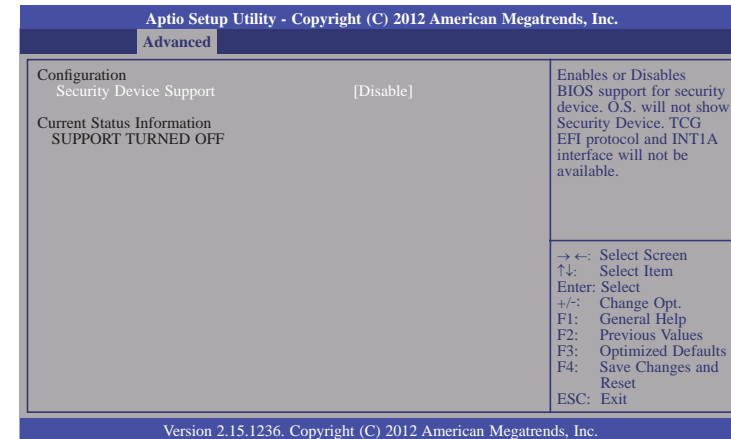 Aptio Setup Utility - Copyright (C) 2012 American Megatrends, Inc.
Advanced
Configuration
Security Device Support [Disable]
Current Status Information
SUPPORT TURNED OFF
Enables or Disables
BIOS support for security
device. O.S. will not show
Security Device. TCG
EFI protocol and INT1A
interface will not be
available.
→ ←: Select Screen
↑↓: Select Item
Enter: Select
+/-: Change Opt.
F1: General Help
F2: Previous Values
F3: Optimized Defaults
F4: Save Changes and
Reset
ESC: Exit
Version 2.15.1236. Copyright (C) 2012 American Megatrends, Inc.